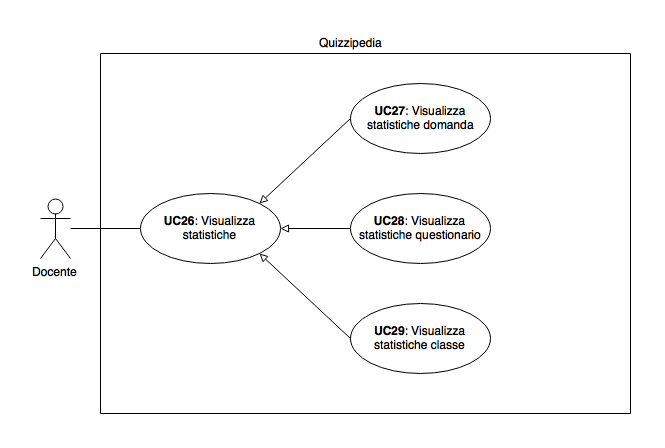 Quizzipedia
UC27: Visualizza
statistiche domanda
UC26: Visualizza
statistiche
UC28: Visualizza
statistiche questionario
Docente
UC29: Visualizza
statistiche classe